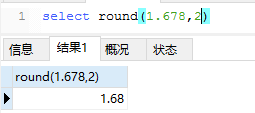 1 select round(1.678,2)
信息 结果1 概况 状态
round(1.678,2)
1.68